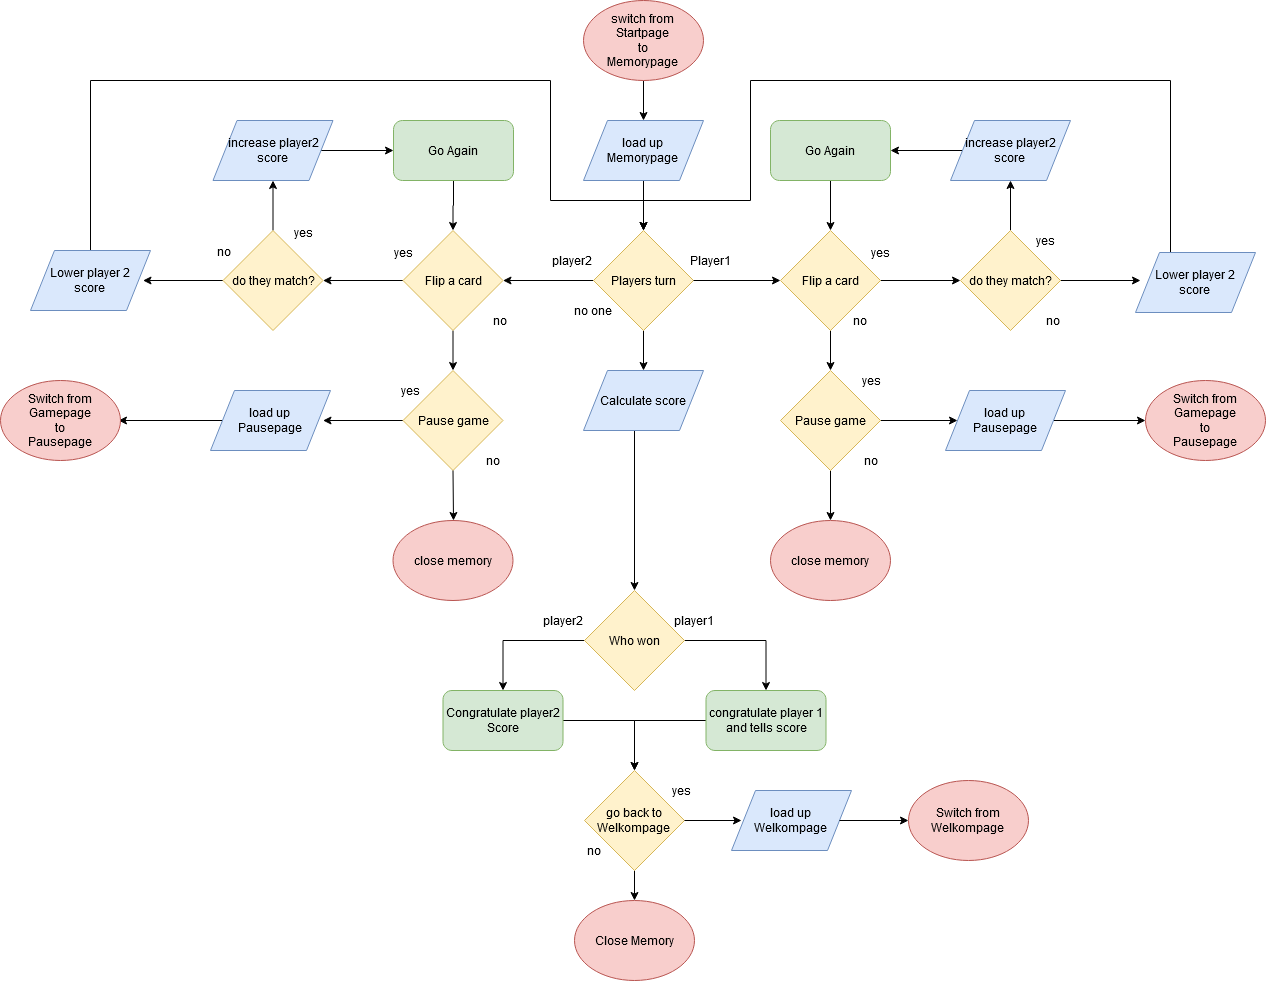 switch from
Startpage
to
Memorypage
increase player2
score
Go Again
load up
Memorypage
Go Again
increase player2
score
no
yes
yes
player2
Player1
yes
yes
Lower player 2
score
do they match?
Flip a card
Players turn
Flip a card
do they match?
Lower player 2
score
no
no one
no
no
Switch from
Gamepage
to
Pausepage
load up
Pausepage
yes
Pause game
no
Calculate score
yes
Pause game
no
load up
Pausepage
Switch from
Gamepage
to
Pausepage
close memory
close memory
player2
player1
Who won
Congratulate player2
Score
congratulate player 1
and tells score
yes
go back to
Welkompage
no
load up
Welkompage
Switch from
Welkompage
Close Memory